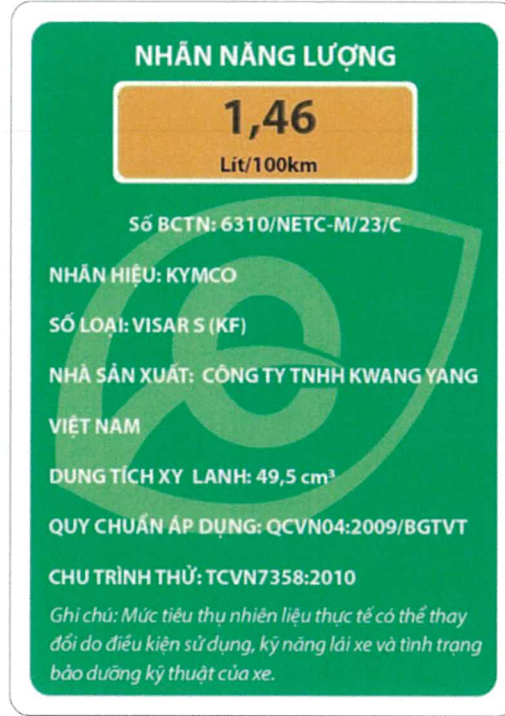 NHÃN NĂNG LƯỢNG
1,46
Lít/100km
Số BCTN: 6310/NETC-M/23/C
NHÃN HIỆU: KYMCO
SỐ LOẠI: VISAR S (KF)
NHÀ SẢN XUẤT: CÔNG TY TNHH KWANG YANG
VIỆT NAM
DUNG TÍCH XY LANH: 49,5 cm³
QUY CHUẨN ÁP DỤNG: QCVN04:2009/BGTVT
CHU TRÌNH THỬ: TCVN7358:2010
Ghi chú: Mức tiêu thụ nhiên liệu thực tế có thể thay
đổi do điều kiện sử dụng, kỹ năng lái xe và tình trạng
bảo dưỡng kỹ thuật của xe.